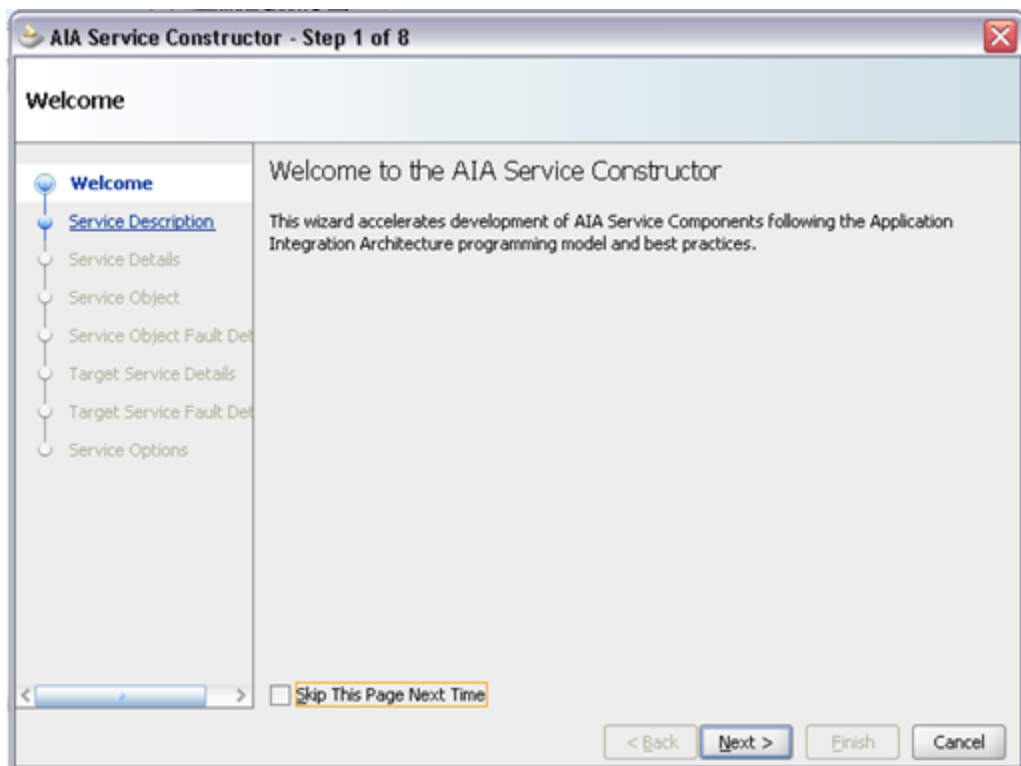 AIA Service Constructor - Step 1 of 8
Welcome
Welcome
Service Description
Service Details
Service Object
Service Object Fault Det
Target Service Details
Target Service Fault Det
Service Options
Welcome to the AIA Service Constructor
This wizard accelerates development of AIA Service Components following the Application
Integration Architecture programming model and best practices.
Skip This Page Next Time
< Back
Next >
Finish
Cancel